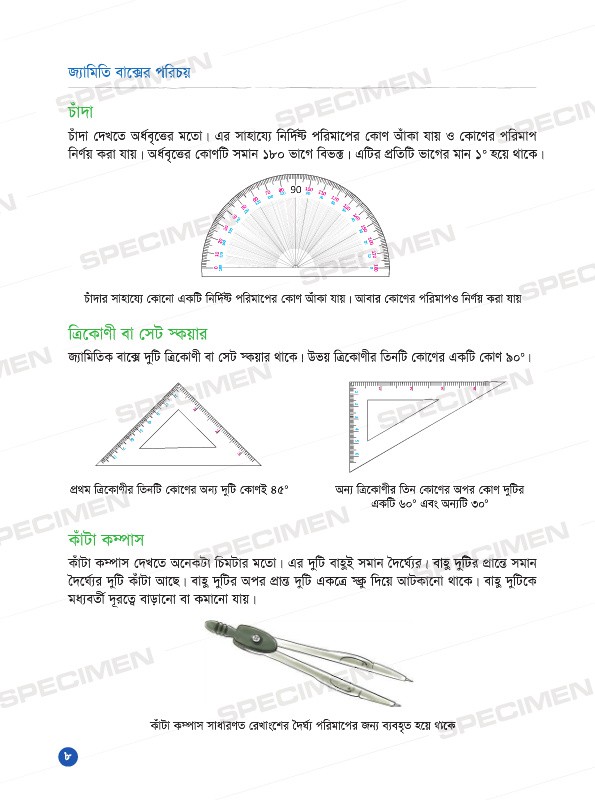 জ্যামিতি বাক্সের পরিচয়
চাঁদা
চাঁদা দেখতে অর্ধবৃত্তের মতো। এর সাহায্যে নির্দিষ্ট পরিমাপের কোণ আঁকা যায় ও কোণের পরিমাপ
নির্ণয় করা যায়। অর্ধবৃত্তের কোণটি সমান ১৮০ ভাগে বিভক্ত। এটির প্রতিটি ভাগের মান ১° হয়ে থাকে।
90
চাঁদার সাহায্যে কোনো একটি নির্দিষ্ট পরিমাপের কোণ আঁকা যায়। আবার কোণের পরিমাপও নির্ণয় করা যায়
ত্রিকোণী বা সেট স্কয়ার
জ্যামিতিক বাক্সে দুটি ত্রিকোণী বা সেট স্কয়ার থাকে। উভয় ত্রিকোণীর তিনটি কোণের একটি কোণ ৯০°।
প্রথম ত্রিকোণীর তিনটি কোণের অন্য দুটি কোণই ৪৫°
অন্য ত্রিকোণীর তিন কোণের অপর কোণ দুটির
একটি ৬০° এবং অন্যটি ৩০°
কাঁটা কম্পাস
কাঁটা কম্পাস দেখতে অনেকটা চিমটার মতো। এর দুটি বাহুই সমান দৈর্ঘ্যের। বাহু দুটির প্রান্তে সমান
দৈর্ঘ্যের দুটি কাঁটা আছে। বাহু দুটির অপর প্রান্ত দুটি একত্রে স্ক্রু দিয়ে আটকানো থাকে। বাহু দুটিকে
মধ্যবর্তী দূরত্বে বাড়ানো বা কমানো যায়।
কাঁটা কম্পাস সাধারণত রেখাংশের দৈর্ঘ্য পরিমাপের জন্য ব্যবহৃত হয়ে থাকে
৮
SPECIMEN